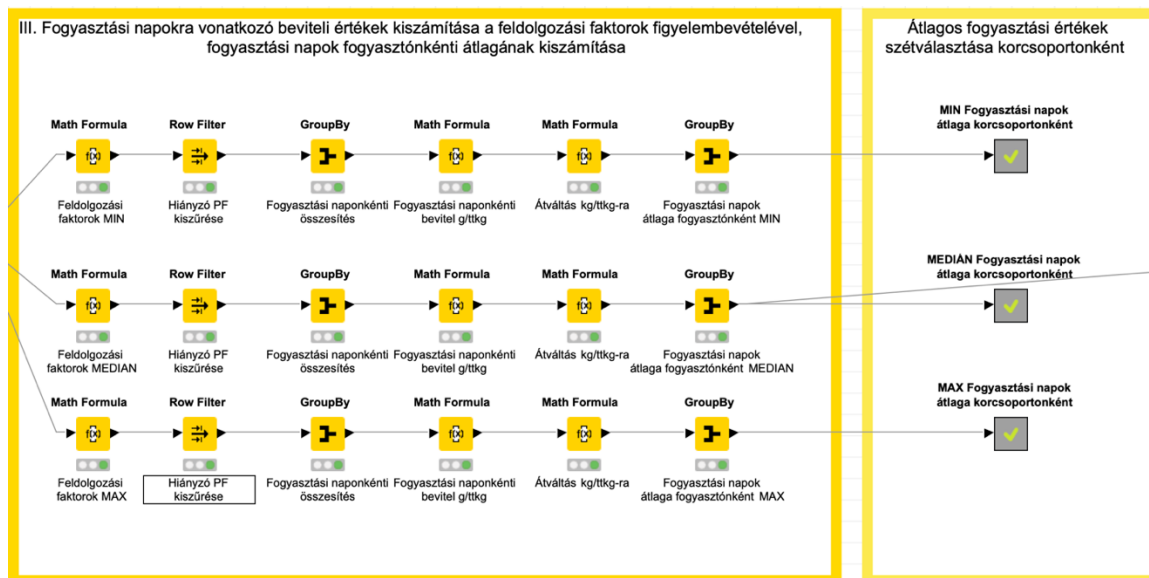 III. Fogyasztási napokra vonatkozó beviteli értékek kiszámítása a feldolgozási faktorok figyelembevételével,
fogyasztási napok fogyasztónkénti átlagának kiszámítása
Átlagos fogyasztási értékek
szétválasztása korcsoportonként
Math Formula Row Filter GroupBy Math Formula Math Formula GroupBy
f(x) f(x) f(x)
Feldolgozási Hiányzó PF Fogyasztási naponkénti Fogyasztási naponkénti Átváltás kg/ttkg-ra Fogyasztási napok
faktorok MIN kiszűrése összesítés bevitel g/ttkg átlaga fogyasztónként MIN
MIN Fogyasztási napok
átlaga korcsoportonként
Math Formula Row Filter GroupBy Math Formula Math Formula GroupBy
f(x) f(x) f(x)
Feldolgozási Hiányzó PF Fogyasztási naponkénti Fogyasztási naponkénti Átváltás kg/ttkg-ra Fogyasztási napok
faktorok MEDIAN kiszűrése összesítés bevitel g/ttkg átlaga fogyasztónként MEDIAN
MEDIÁN Fogyasztási napok
átlaga korcsoportonként
Math Formula Row Filter GroupBy Math Formula Math Formula GroupBy
f(x) f(x) f(x)
Feldolgozási Hiányzó PF Fogyasztási naponkénti Fogyasztási naponkénti Átváltás kg/ttkg-ra Fogyasztási napok
faktorok MAX kiszűrése összesítés bevitel g/ttkg átlaga fogyasztónként MAX
MAX Fogyasztási napok
átlaga korcsoportonként